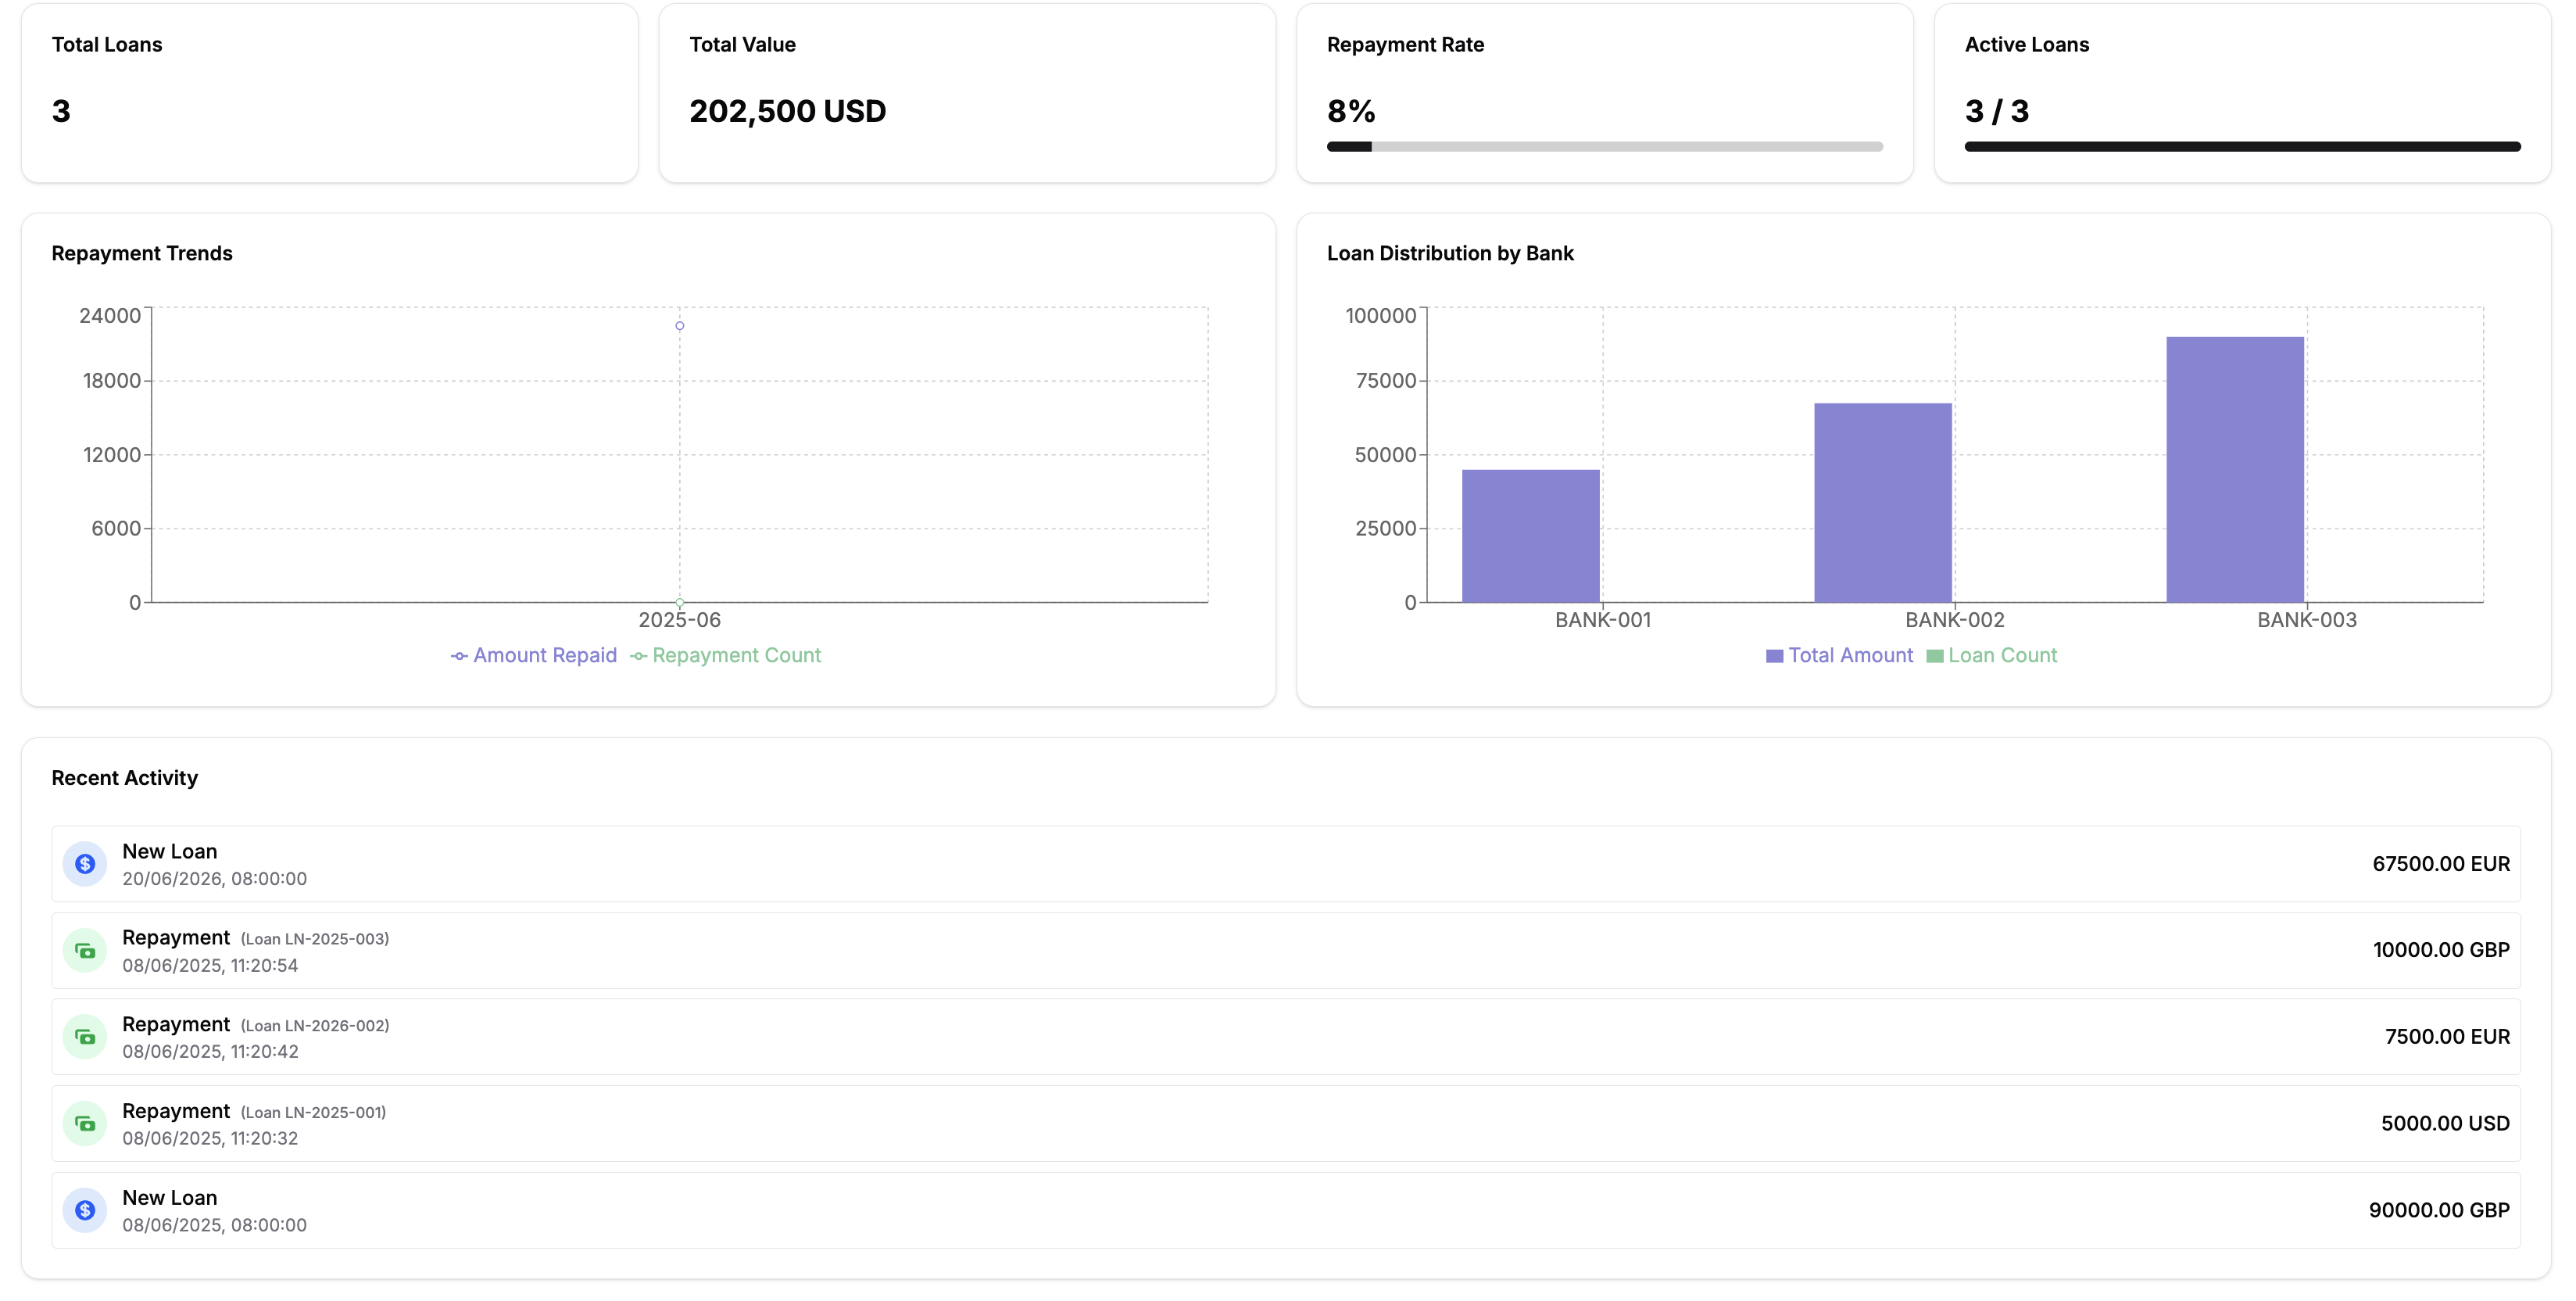 Total Loans
3
Total Value
202,500 USD
Repayment Rate
8%
Active Loans
3 / 3
Repayment Trends
24000
18000
12000
6000
0
2025-06
Amount Repaid Repayment Count
Loan Distribution by Bank
100000
75000
50000
25000
0
BANK-001 BANK-002 BANK-003
Total Amount Loan Count
Recent Activity
New Loan
20/06/2026, 08:00:00
67500.00 EUR
Repayment (Loan LN-2025-003)
08/06/2025, 11:20:54
10000.00 GBP
Repayment (Loan LN-2026-002)
08/06/2025, 11:20:42
7500.00 EUR
Repayment (Loan LN-2025-001)
08/06/2025, 11:20:32
5000.00 USD
New Loan
08/06/2025, 08:00:00
90000.00 GBP